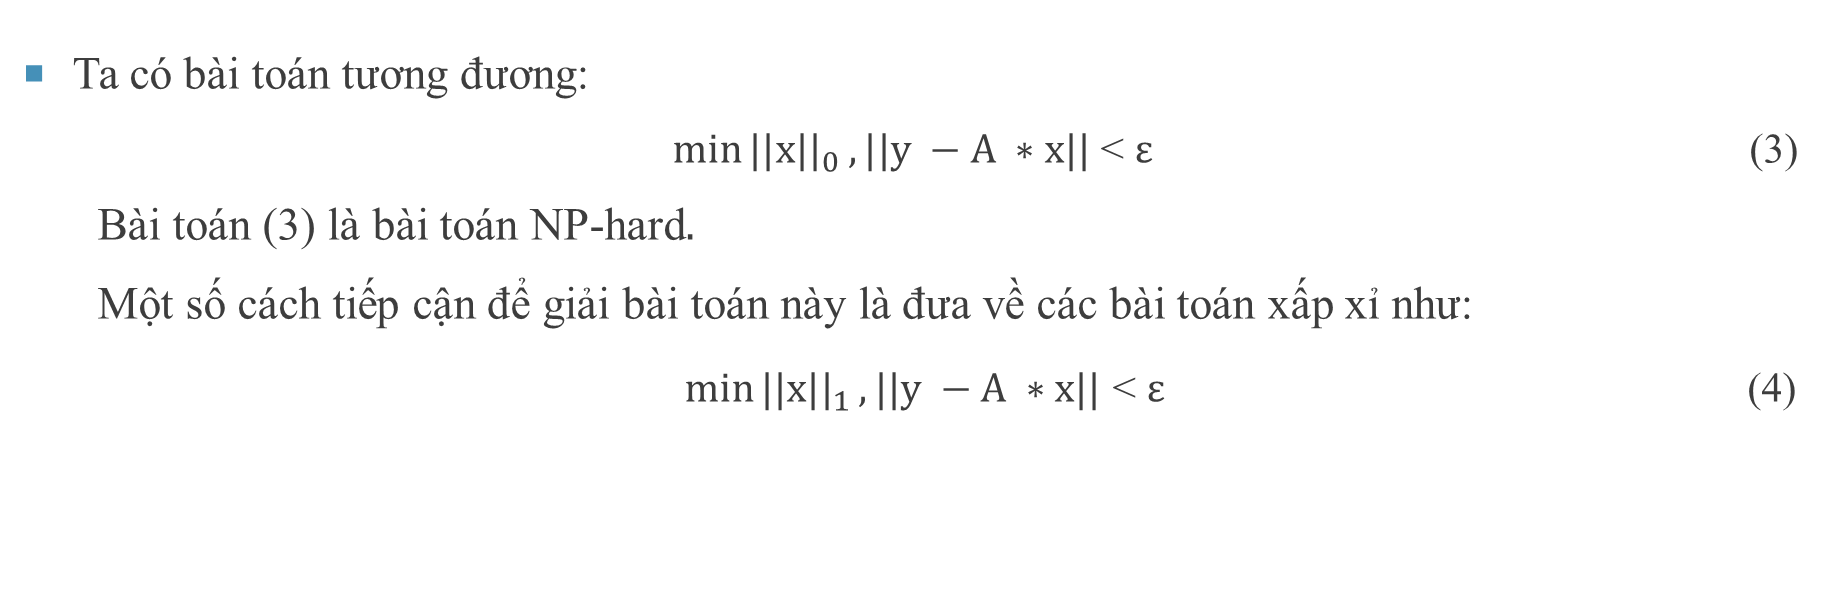 ▪ Ta có bài toán tương đương:
min ||x||₀ , ||y − A ∗ x|| < ε (3)
Bài toán (3) là bài toán NP-hard.
Một số cách tiếp cận để giải bài toán này là đưa về các bài toán xấp xỉ như:
min ||x||₁ , ||y − A ∗ x|| < ε (4)